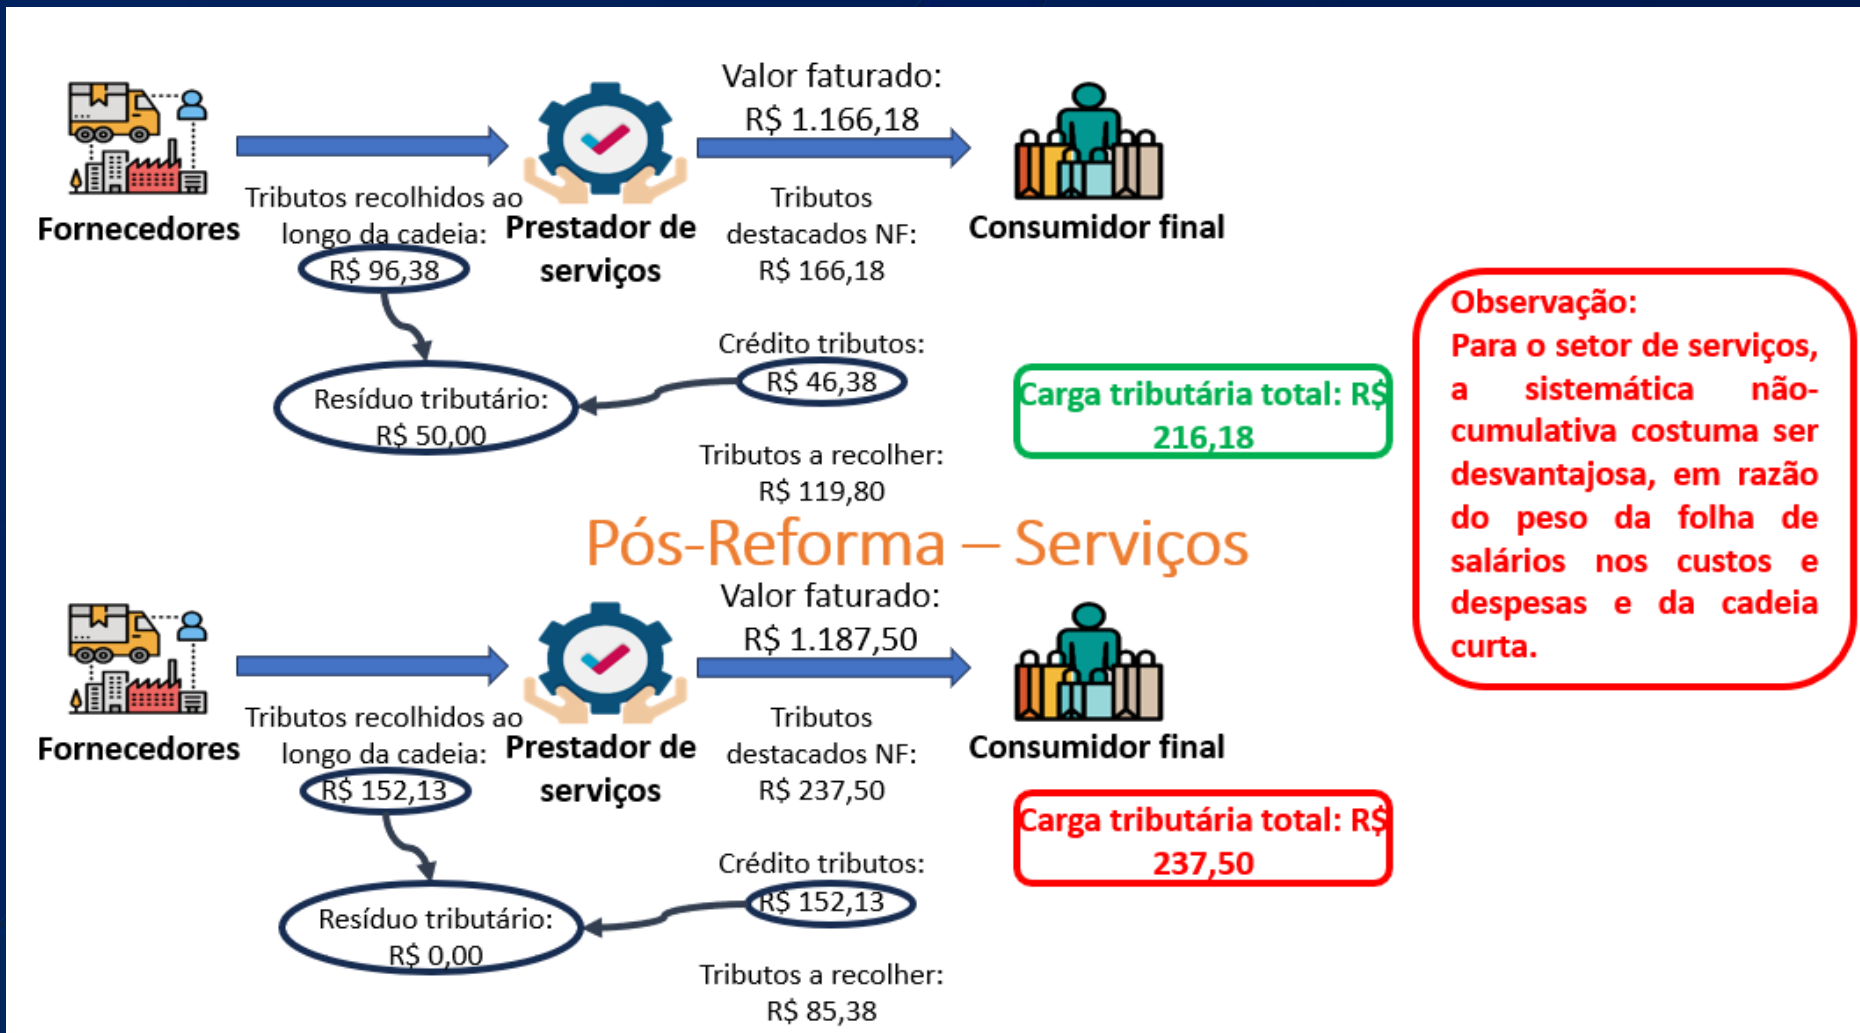 Valor faturado:
R$ 1.166,18
Tributos recolhidos ao
longo da cadeia:
R$ 96,38
Fornecedores
Prestador de
serviços
Tributos
destacados NF:
R$ 166,18
Consumidor final
Crédito tributos:
R$ 46,38
Resíduo tributário:
R$ 50,00
Tributos a recolher:
R$ 119,80
Carga tributária total: R$
216,18
Observação:
Para o setor de serviços,
a sistemática não-
cumulativa costuma ser
desvantajosa, em razão
do peso da folha de
salários nos custos e
despesas e da cadeia
curta.
Pós-Reforma – Serviços
Valor faturado:
R$ 1.187,50
Tributos recolhidos ao
longo da cadeia:
R$ 152,13
Fornecedores
Prestador de
serviços
Tributos
destacados NF:
R$ 237,50
Consumidor final
Carga tributária total: R$
237,50
Crédito tributos:
R$ 152,13
Resíduo tributário:
R$ 0,00
Tributos a recolher:
R$ 85,38